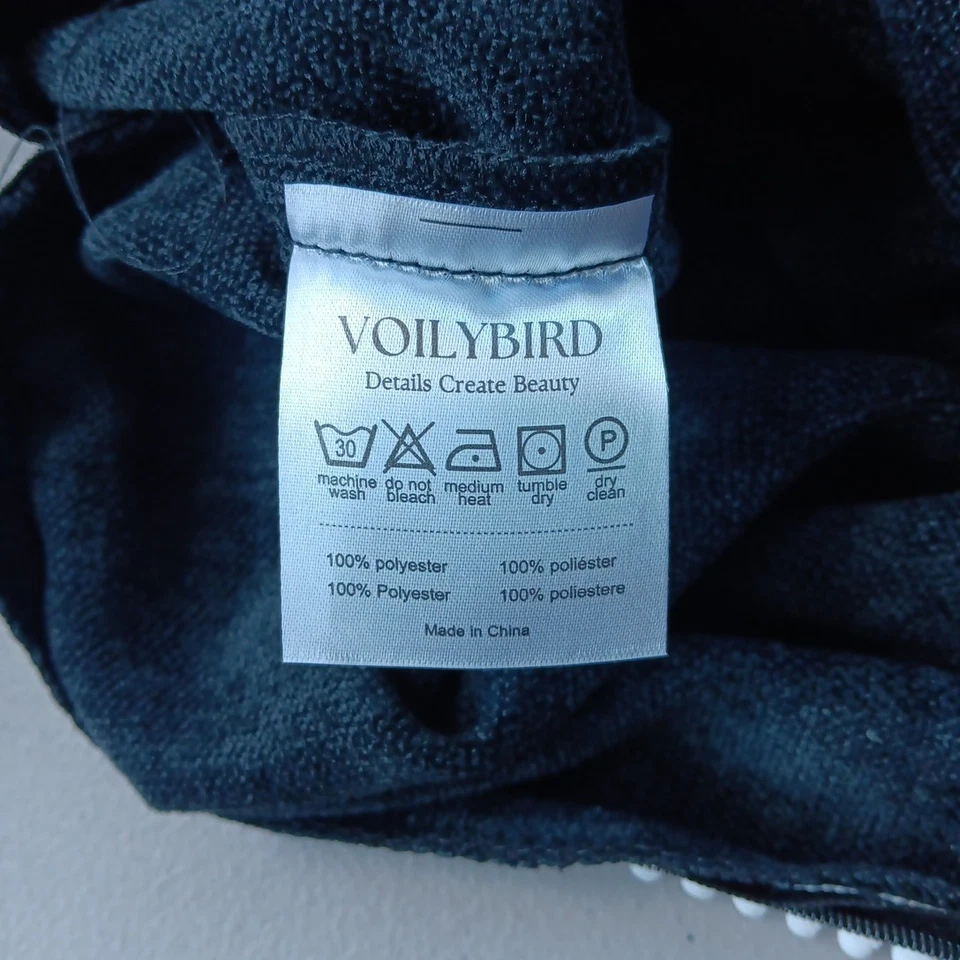 VOILYBIRD
Details Create Beauty
30 P
machine wash do not bleach medium heat tumble dry dry clean
100% polyester 100% poliéster
100% Polyester 100% poliestere
Made in China